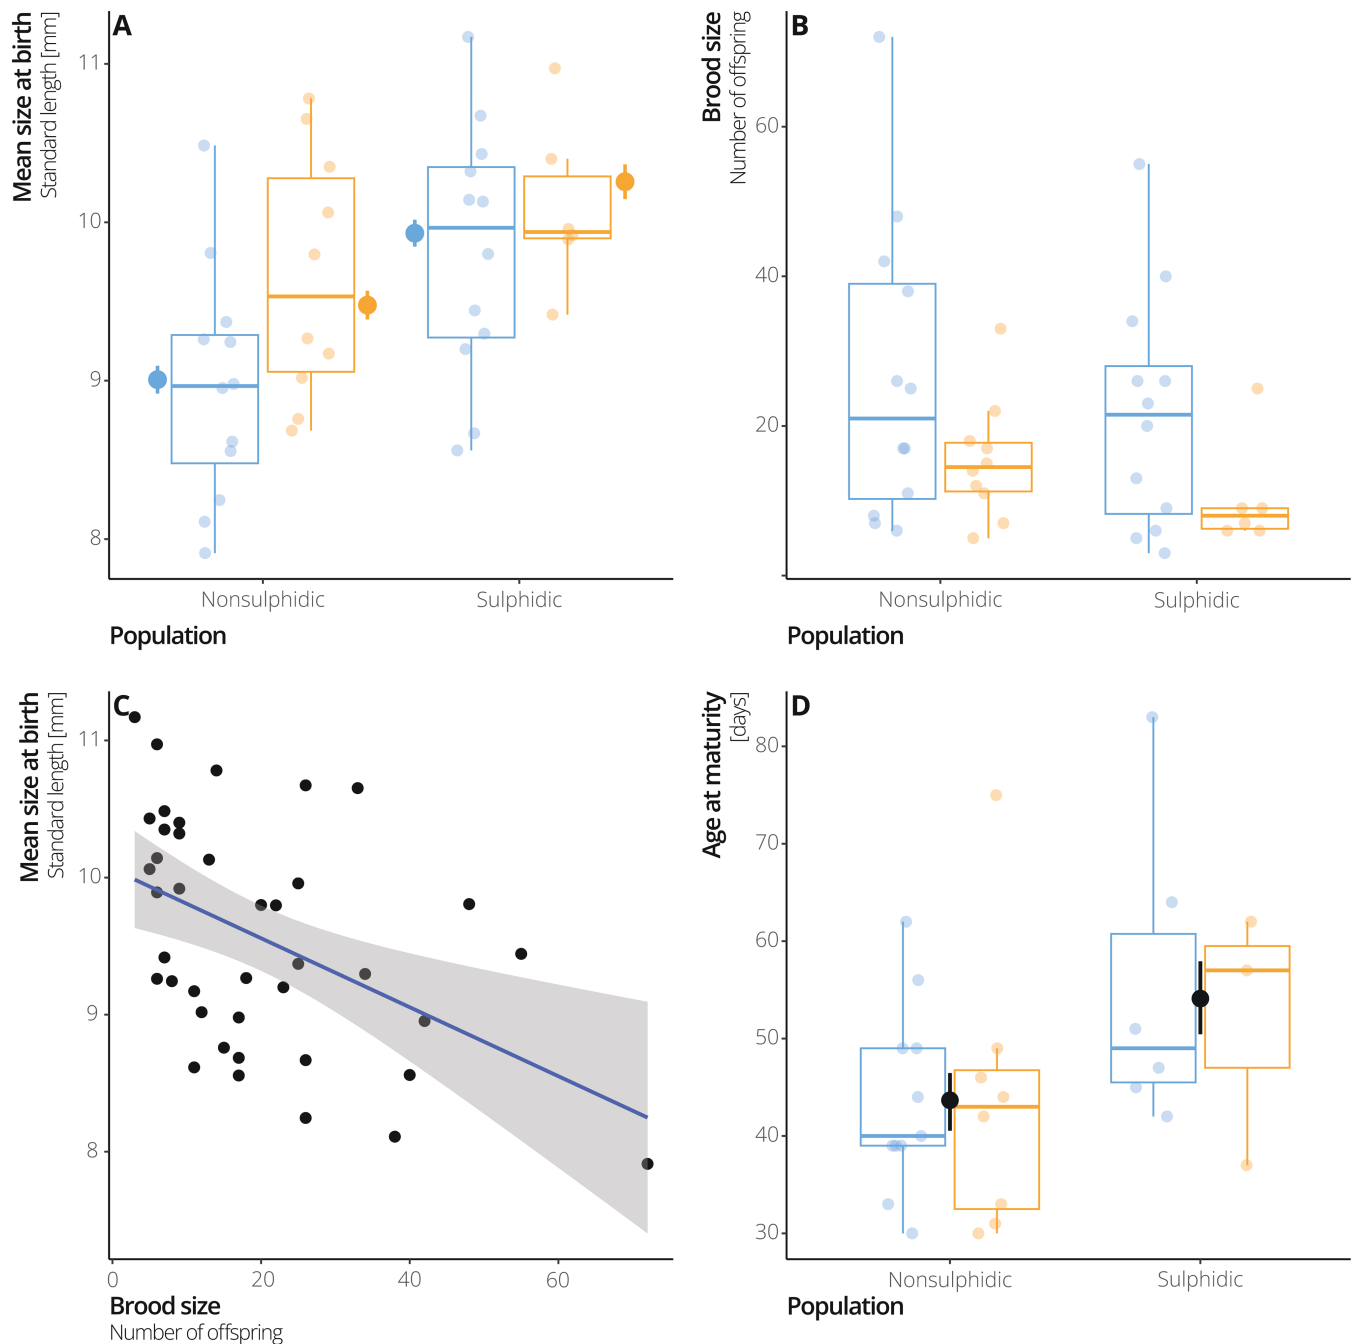 A
Mean size at birth
Standard length [mm]
11
10
9
8
Nonsulphidic
Sulphidic
Population
B
Brood size
Number of offspring
60
40
20
Nonsulphidic
Sulphidic
Population
C
Mean size at birth
Standard length [mm]
11
10
9
8
0
20
40
60
Brood size
Number of offspring
D
Age at maturity
[days]
80
70
60
50
40
30
Nonsulphidic
Sulphidic
Population